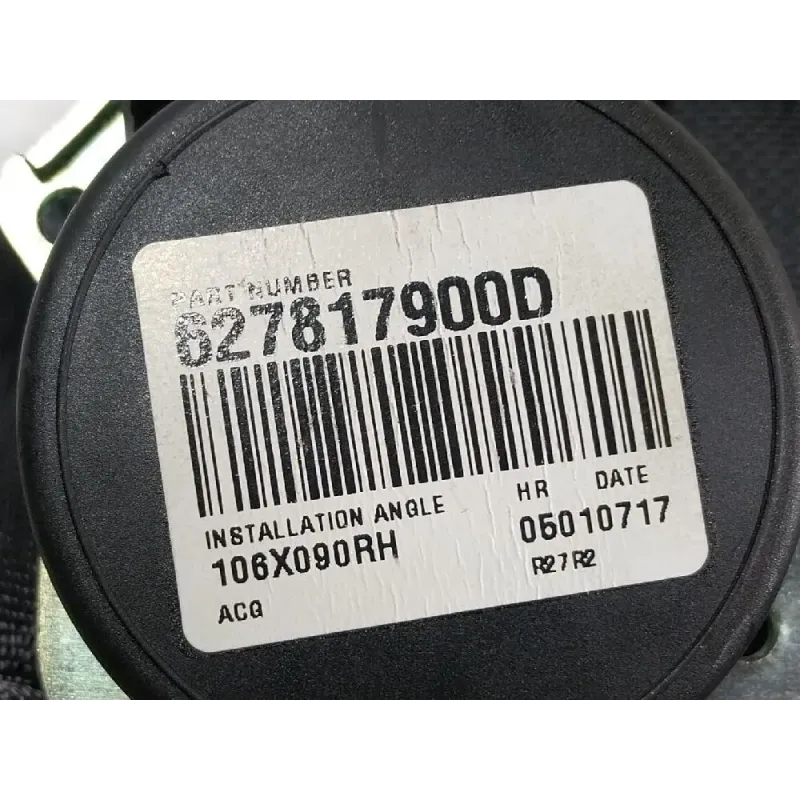 PART NUMBER
627817900D
INSTALLATION ANGLE
HR DATE
106X090RH
05010717
ACQ
R27R2